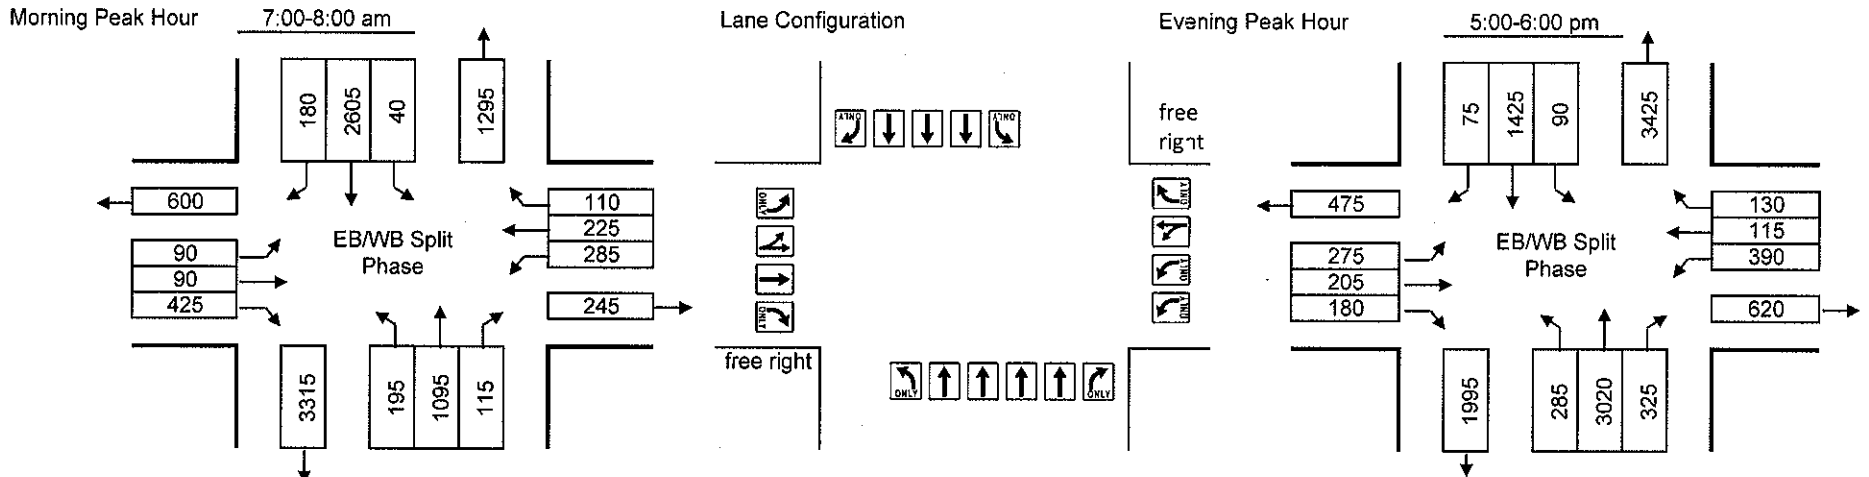 Morning Peak Hour
7:00-8:00 am
Lane Configuration
Evening Peak Hour
5:00-6:00 pm
180
2605
40
1295
600
90
90
425
EB/WB Split
Phase
110
225
285
245
3315
195
1095
115
ONLY
ONLY
free
right
ONLY
ONLY
ONLY
ONLY
ONLY
free right
ONLY
ONLY
75
1425
90
3425
475
275
205
180
EB/WB Split
Phase
130
115
390
620
1995
285
3020
325